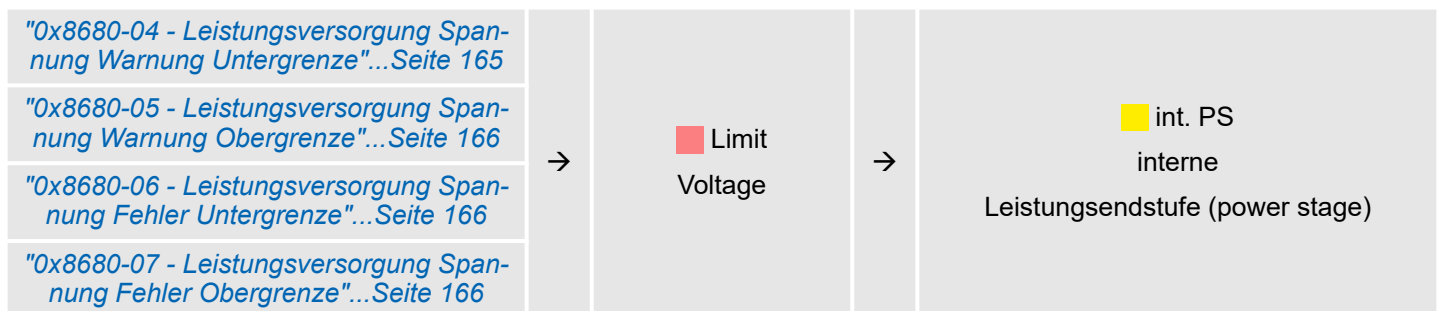 "0x8680-04 - Leistungsversorgung Span-
nung Warnung Untergrenze"...Seite 165
"0x8680-05 - Leistungsversorgung Span-
nung Warnung Obergrenze"...Seite 166
"0x8680-06 - Leistungsversorgung Span-
nung Fehler Untergrenze"...Seite 166
"0x8680-07 - Leistungsversorgung Span-
nung Fehler Obergrenze"...Seite 166
→
Limit
Voltage
→
int. PS
interne
Leistungsendstufe (power stage)